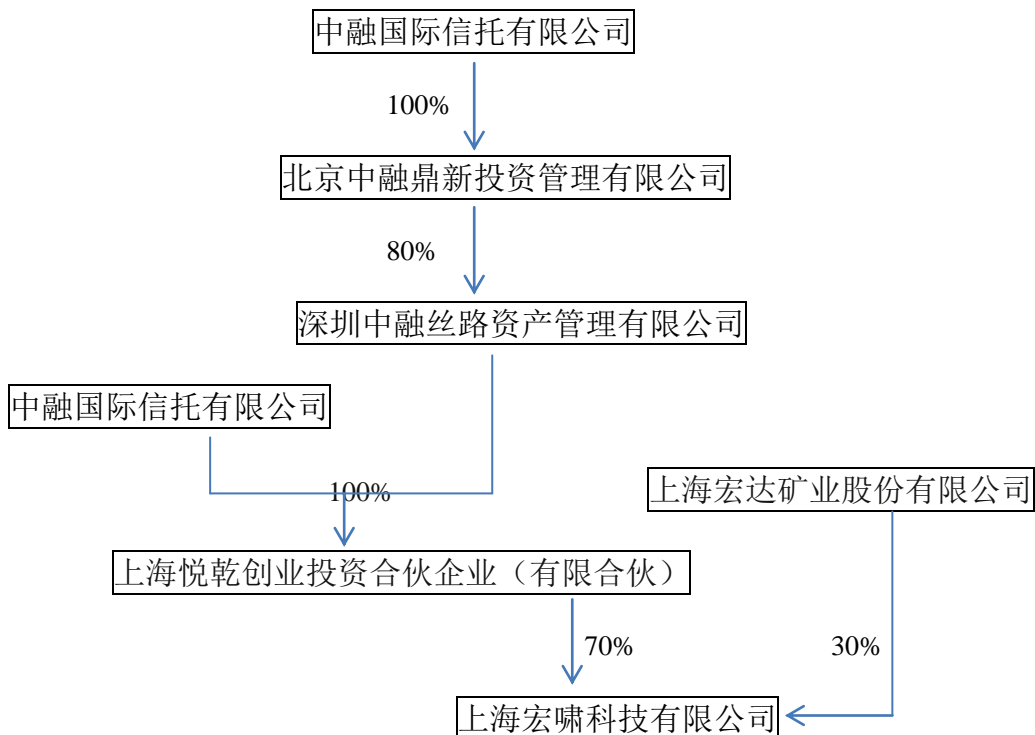 中融国际信托有限公司
100%
北京中融鼎新投资管理有限公司
80%
深圳中融丝路资产管理有限公司
中融国际信托有限公司
100%
上海宏达矿业股份有限公司
上海悦乾创业投资合伙企业（有限合伙）
70%
30%
上海宏啸科技有限公司